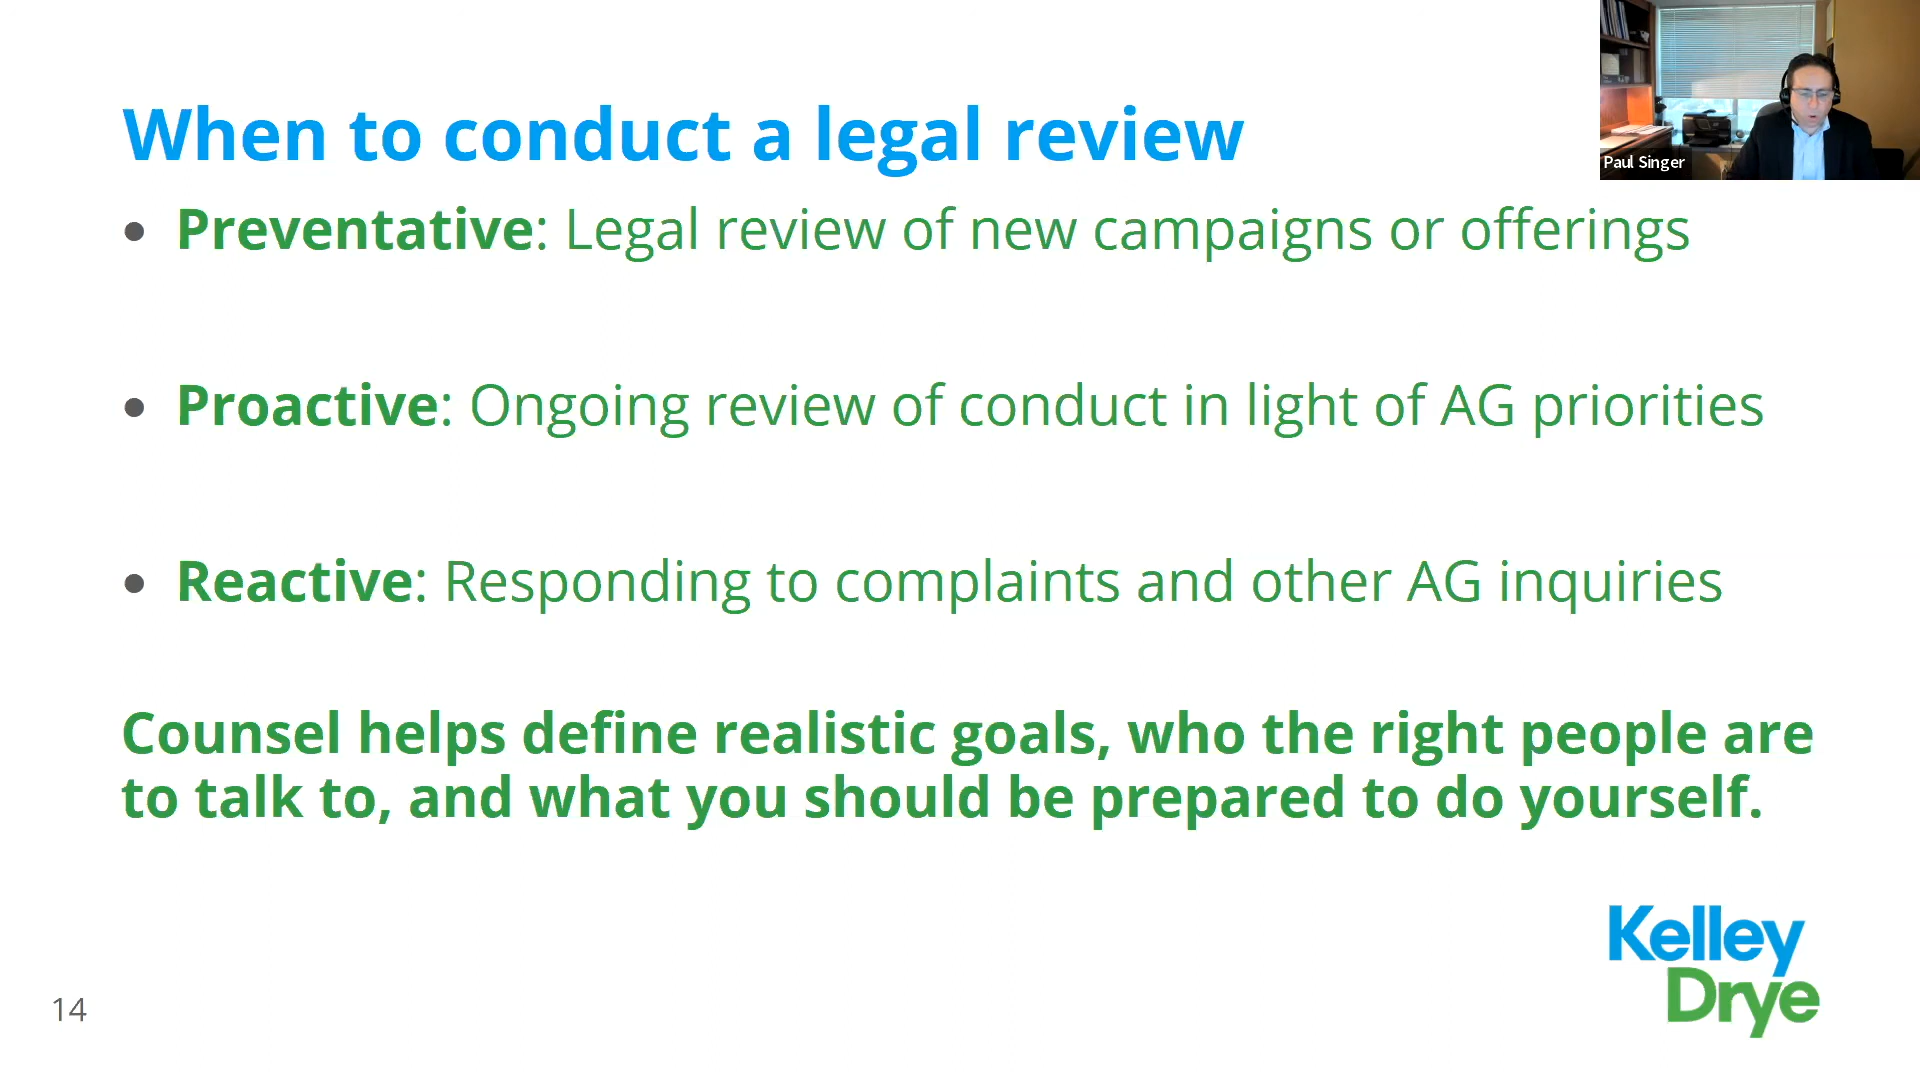 When to conduct a legal review
Paul Singer
• Preventative: Legal review of new campaigns or offerings
• Proactive: Ongoing review of conduct in light of AG priorities
• Reactive: Responding to complaints and other AG inquiries
Counsel helps define realistic goals, who the right people are
to talk to, and what you should be prepared to do yourself.
Kelley
Drye
14